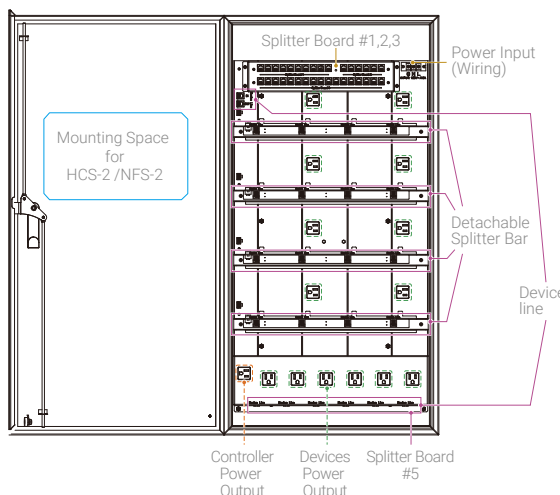 Splitter Board #1,2,3
Power Input
(Wiring)
Mounting Space
for
HCS-2 /NFS-2
Detachable
Splitter Bar
Device
line
Controller
Power
Output
Devices
Power
Output
Splitter Board
#5